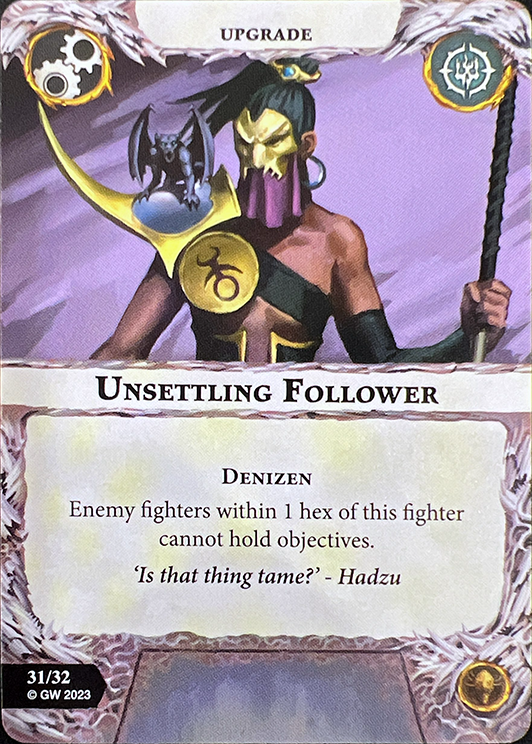 UPGRADE
UNSETTLING FOLLOWER
DENIZEN
Enemy fighters within 1 hex of this fighter
cannot hold objectives.
‘Is that thing tame?’ - Hadzu
31/32
© GW 2023